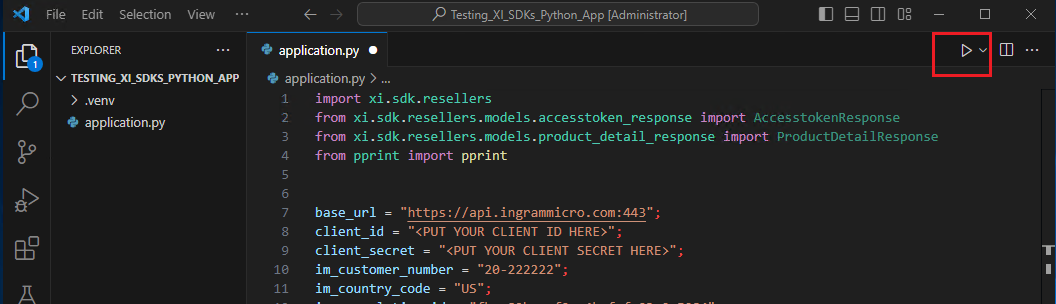 File Edit Selection View ... Testing_XI_SDKs_Python_App [Administrator]
EXPLORER ...
TESTING_XI_SDKS_PYTHON_APP
.venv
application.py
1
application.py
application.py > ...
1 import xi.sdk.resellers
2 from xi.sdk.resellers.models.accesstoken_response import AccesstokenResponse
3 from xi.sdk.resellers.models.product_detail_response import ProductDetailResponse
4 from pprint import pprint
5
6
7 base_url = "https://api.ingrammicro.com:443";
8 client_id = "<PUT YOUR CLIENT ID HERE>";
9 client_secret = "<PUT YOUR CLIENT SECRET HERE>";
10 im_customer_number = "20-222222";
11 im_country_code = "US";